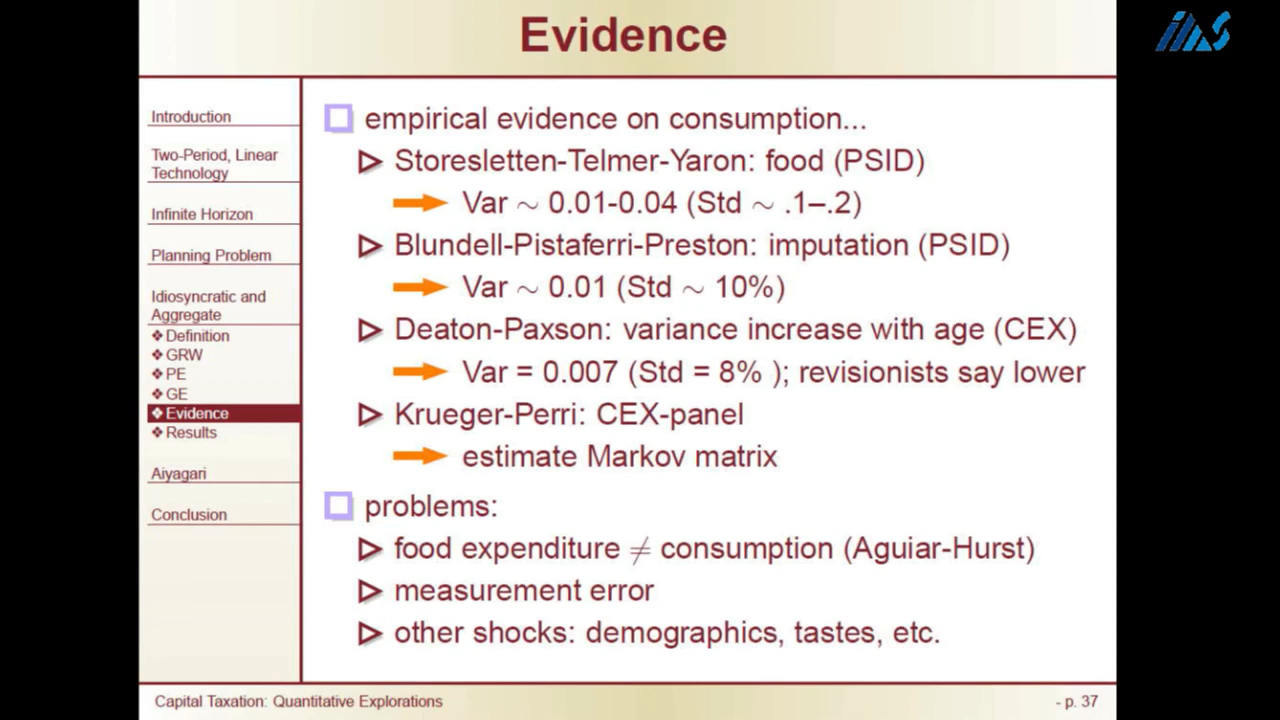 Evidence
IMS
Introduction
Two-Period, Linear
Technology
Infinite Horizon
Planning Problem
Idiosyncratic and
Aggregate
❖ Definition
❖ GRW
❖ PE
❖ GE
❖ Evidence
❖ Results
Aiyagari
Conclusion
empirical evidence on consumption...
Storesletten-Telmer-Yaron: food (PSID)
Var ∼ 0.01-0.04 (Std ∼ .1–.2)
Blundell-Pistaferri-Preston: imputation (PSID)
Var ∼ 0.01 (Std ∼ 10%)
Deaton-Paxson: variance increase with age (CEX)
Var = 0.007 (Std = 8% ); revisionists say lower
Krueger-Perri: CEX-panel
estimate Markov matrix
problems:
food expenditure ≠ consumption (Aguiar-Hurst)
measurement error
other shocks: demographics, tastes, etc.
Capital Taxation: Quantitative Explorations
- p. 37